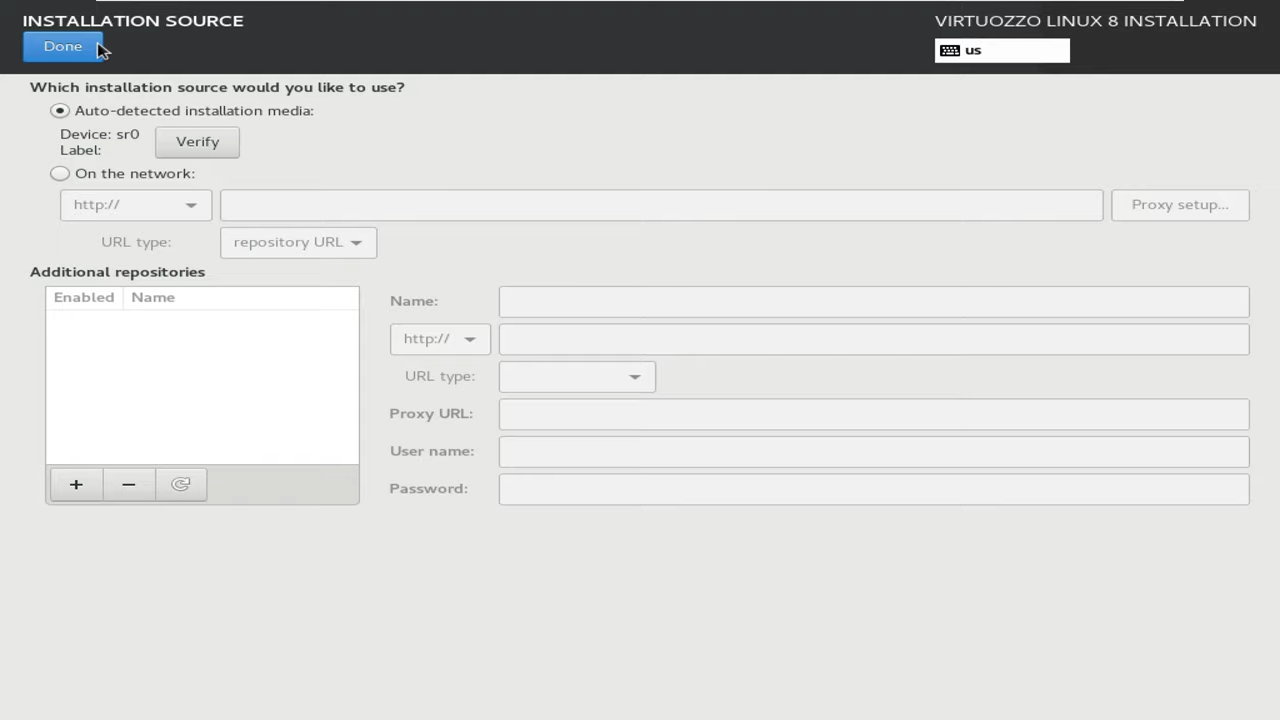 INSTALLATION SOURCE
VIRTUOZZO LINUX 8 INSTALLATION
Done
us
Which installation source would you like to use?
Auto-detected installation media:
Device: sr0
Label:
Verify
On the network:
http://
Proxy setup...
URL type:
repository URL
Additional repositories
Enabled
Name
Name:
http://
URL type:
Proxy URL:
User name:
Password: